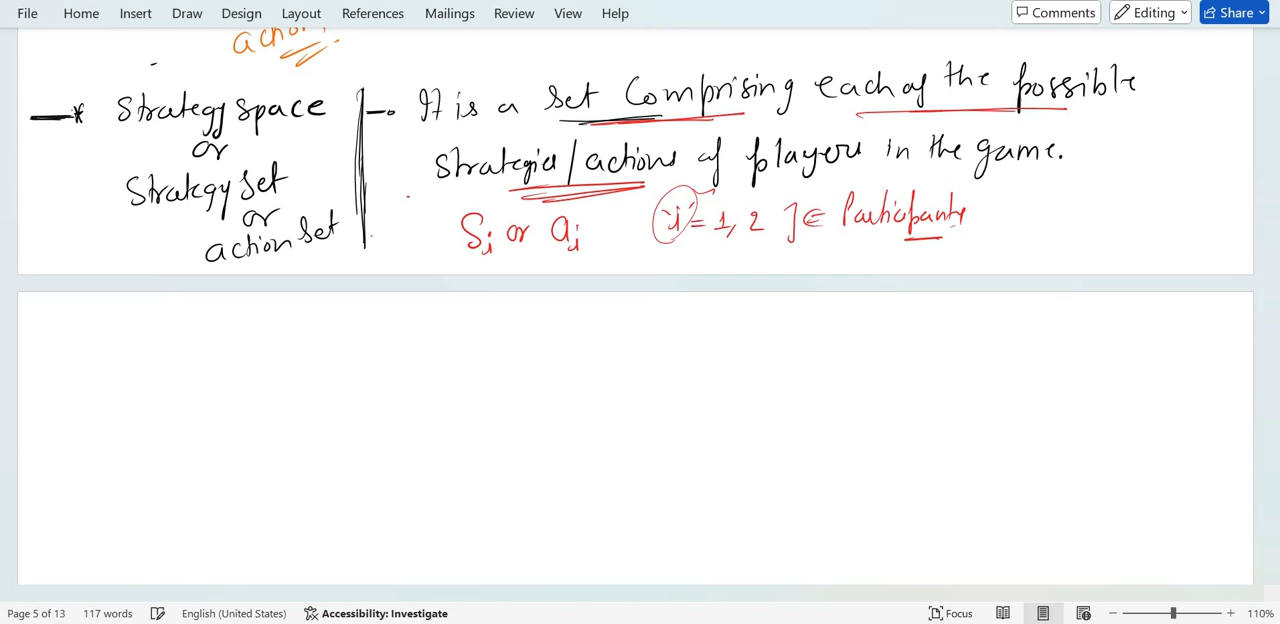 File Home Insert Draw Design Layout References Mailings Review View Help Comments Editing Share
action
Strategy space
or
Strategy Set
or
action Set
It is a set comprising each of the possible
strategies/actions of players in the game.
Si or ai 'i' = 1, 2 ] ∈ Participants
Page 5 of 13 117 words English (United States) Accessibility: Investigate Focus 110%